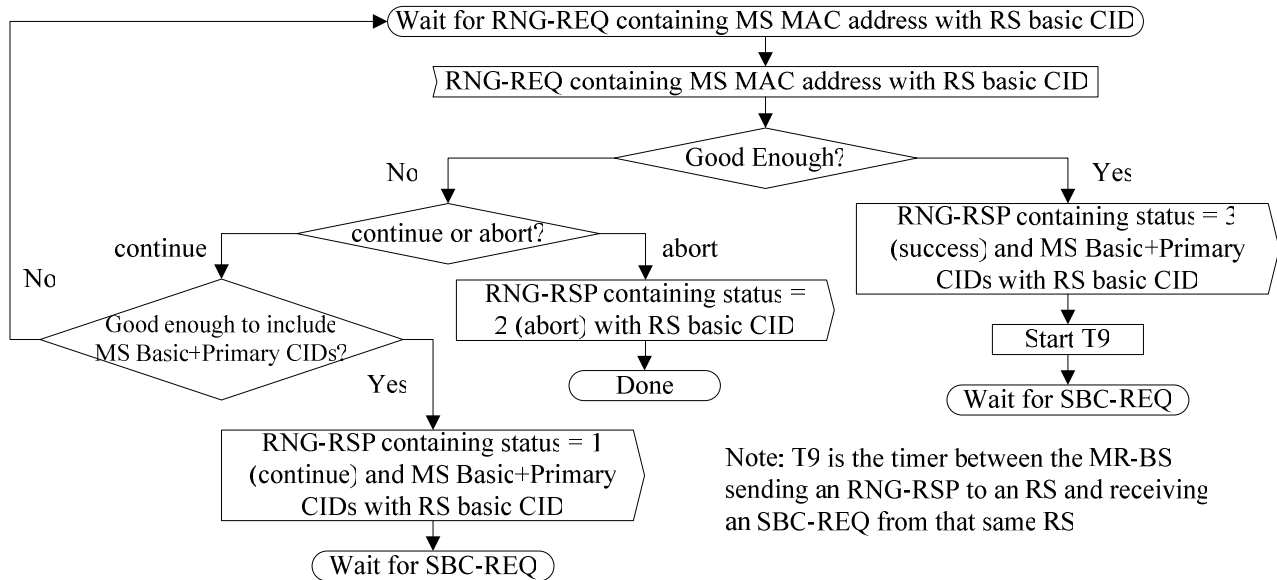 Wait for RNG-REQ containing MS MAC address with RS basic CID
RNG-REQ containing MS MAC address with RS basic CID
Good Enough?
No
Yes
continue or abort?
RNG-RSP containing status = 3
(success) and MS Basic+Primary
CIDs with RS basic CID
continue
abort
No
RNG-RSP containing status =
2 (abort) with RS basic CID
Good enough to include
MS Basic+Primary CIDs?
Start T9
Yes
Done
Wait for SBC-REQ
RNG-RSP containing status = 1
(continue) and MS Basic+Primary
CIDs with RS basic CID
Note: T9 is the timer between the MR-BS
sending an RNG-RSP to an RS and receiving
an SBC-REQ from that same RS
Wait for SBC-REQ